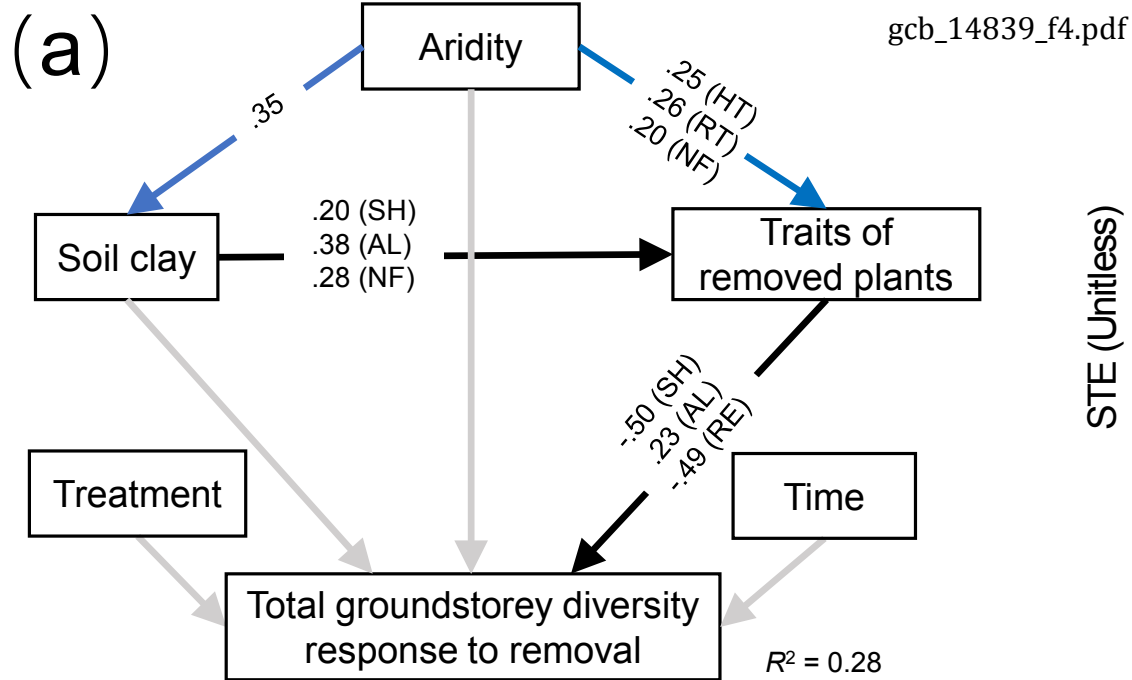 (a)
Aridity
gcb_14839_f4.pdf
.35
.25 (HT)
.26 (RT)
.20 (NF)
Soil clay
.20 (SH)
.38 (AL)
.28 (NF)
Traits of
removed plants
STE (Unitless)
-.50 (SH)
.23 (AL)
-.49 (RE)
Treatment
Time
Total groundstorey diversity
response to removal
R² = 0.28